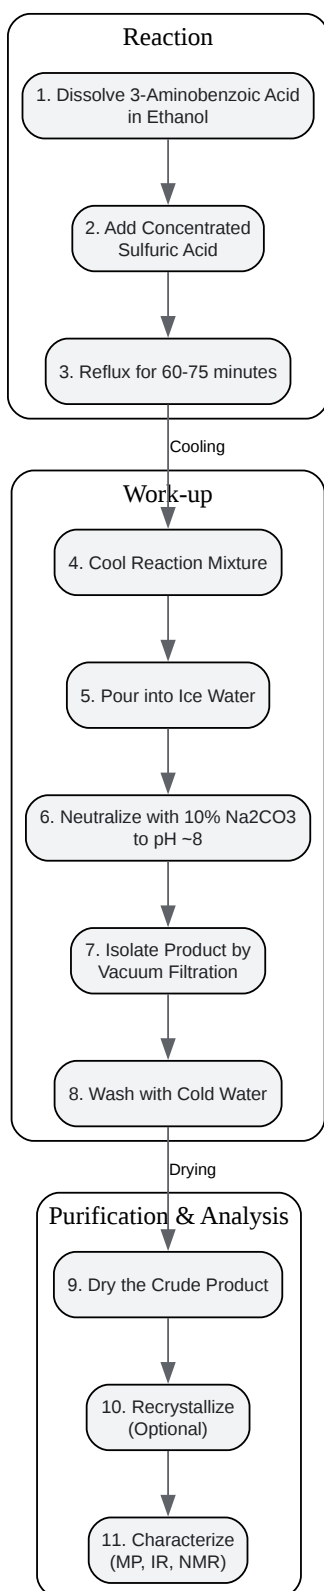 Reaction
1. Dissolve 3-Aminobenzoic Acid
in Ethanol
2. Add Concentrated
Sulfuric Acid
3. Reflux for 60-75 minutes
Cooling
Work-up
4. Cool Reaction Mixture
5. Pour into Ice Water
6. Neutralize with 10% Na2CO3
to pH ~8
7. Isolate Product by
Vacuum Filtration
8. Wash with Cold Water
Drying
Purification & Analysis
9. Dry the Crude Product
10. Recrystallize
(Optional)
11. Characterize
(MP, IR, NMR)